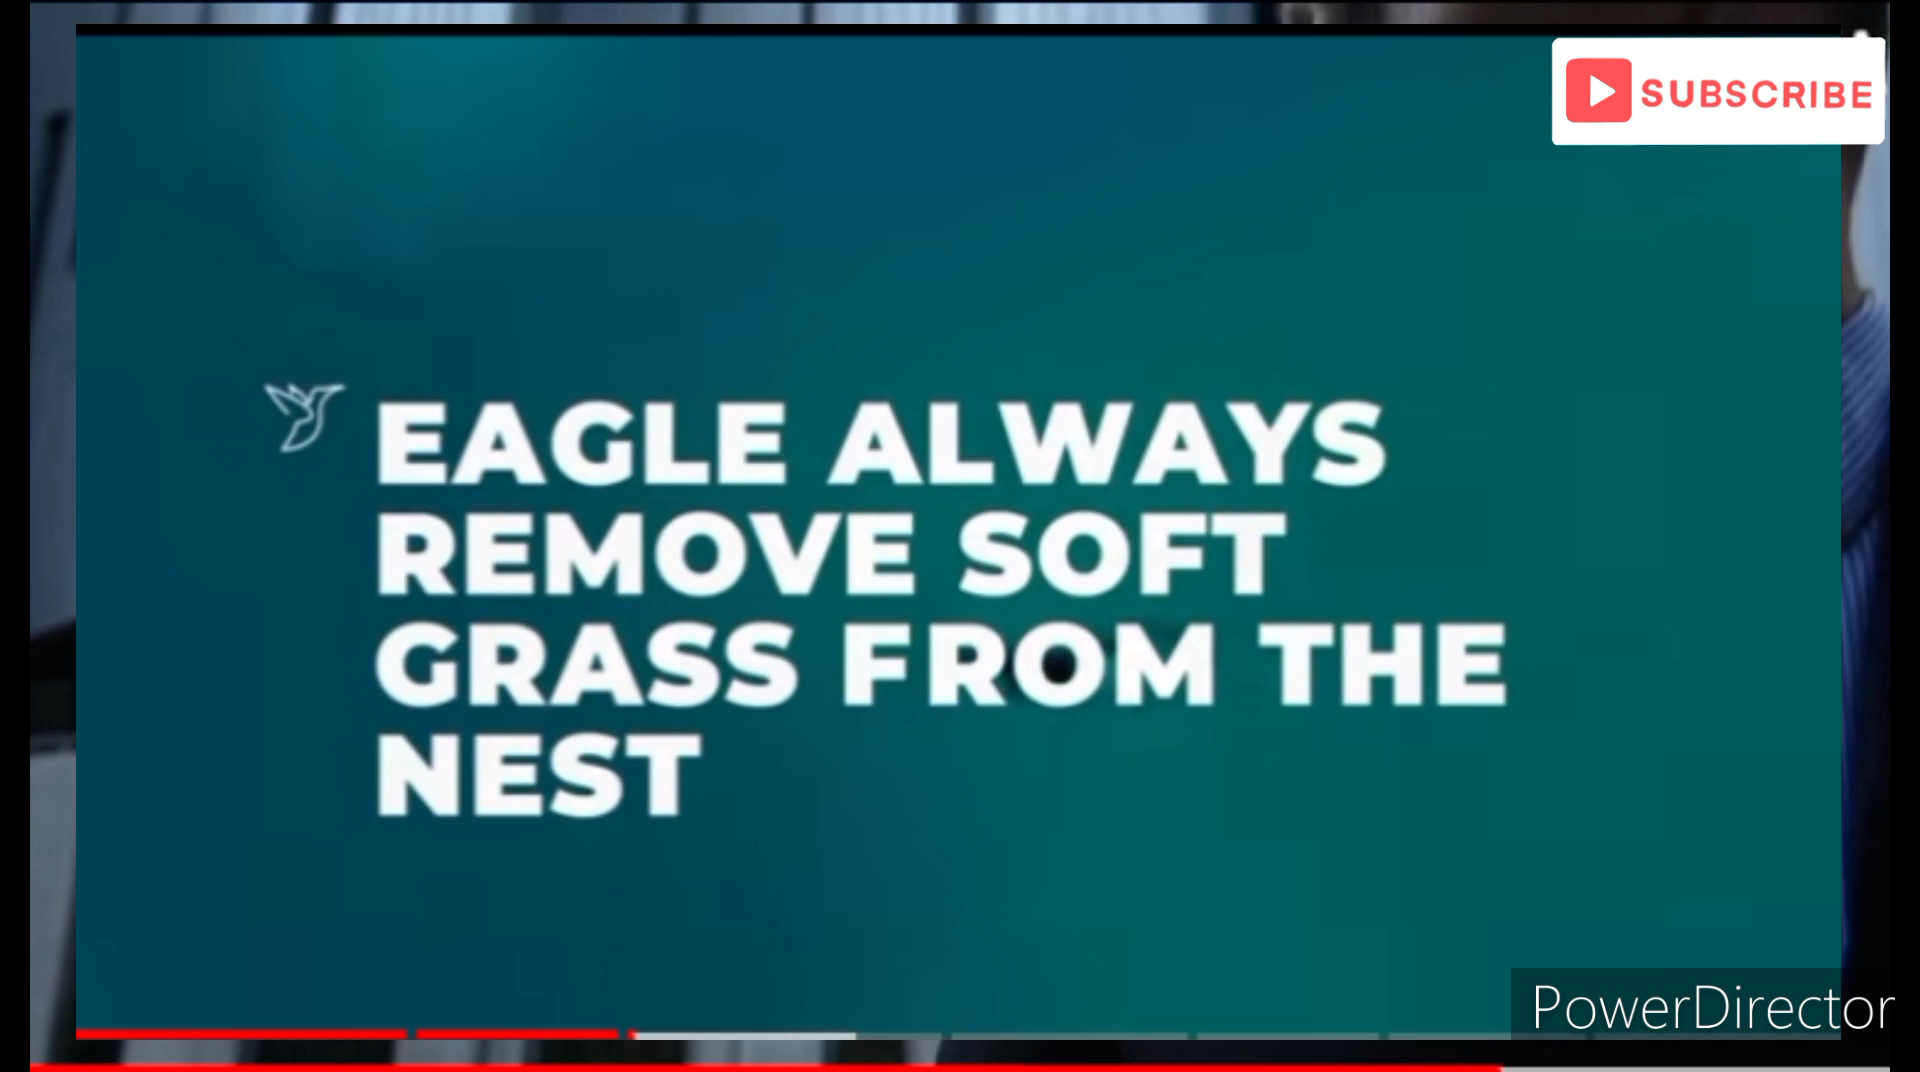 SUBSCRIBE
EAGLE ALWAYS
REMOVE SOFT
GRASS FROM THE
NEST
PowerDirector